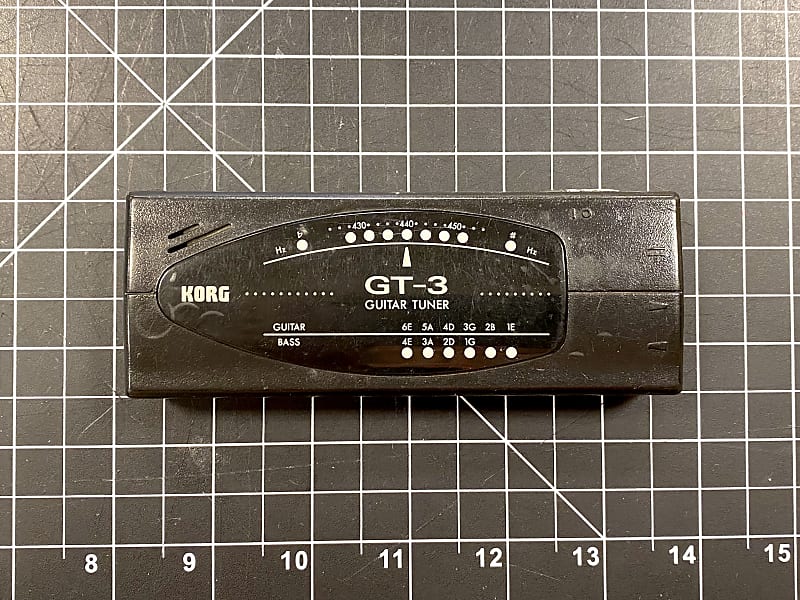 430 440 450
♭ #
Hz Hz
KORG
GT-3
GUITAR TUNER
GUITAR 6E 5A 4D 3G 2B 1E
BASS 4E 3A 2D 1G
8 9 10 11 12 13 14 15